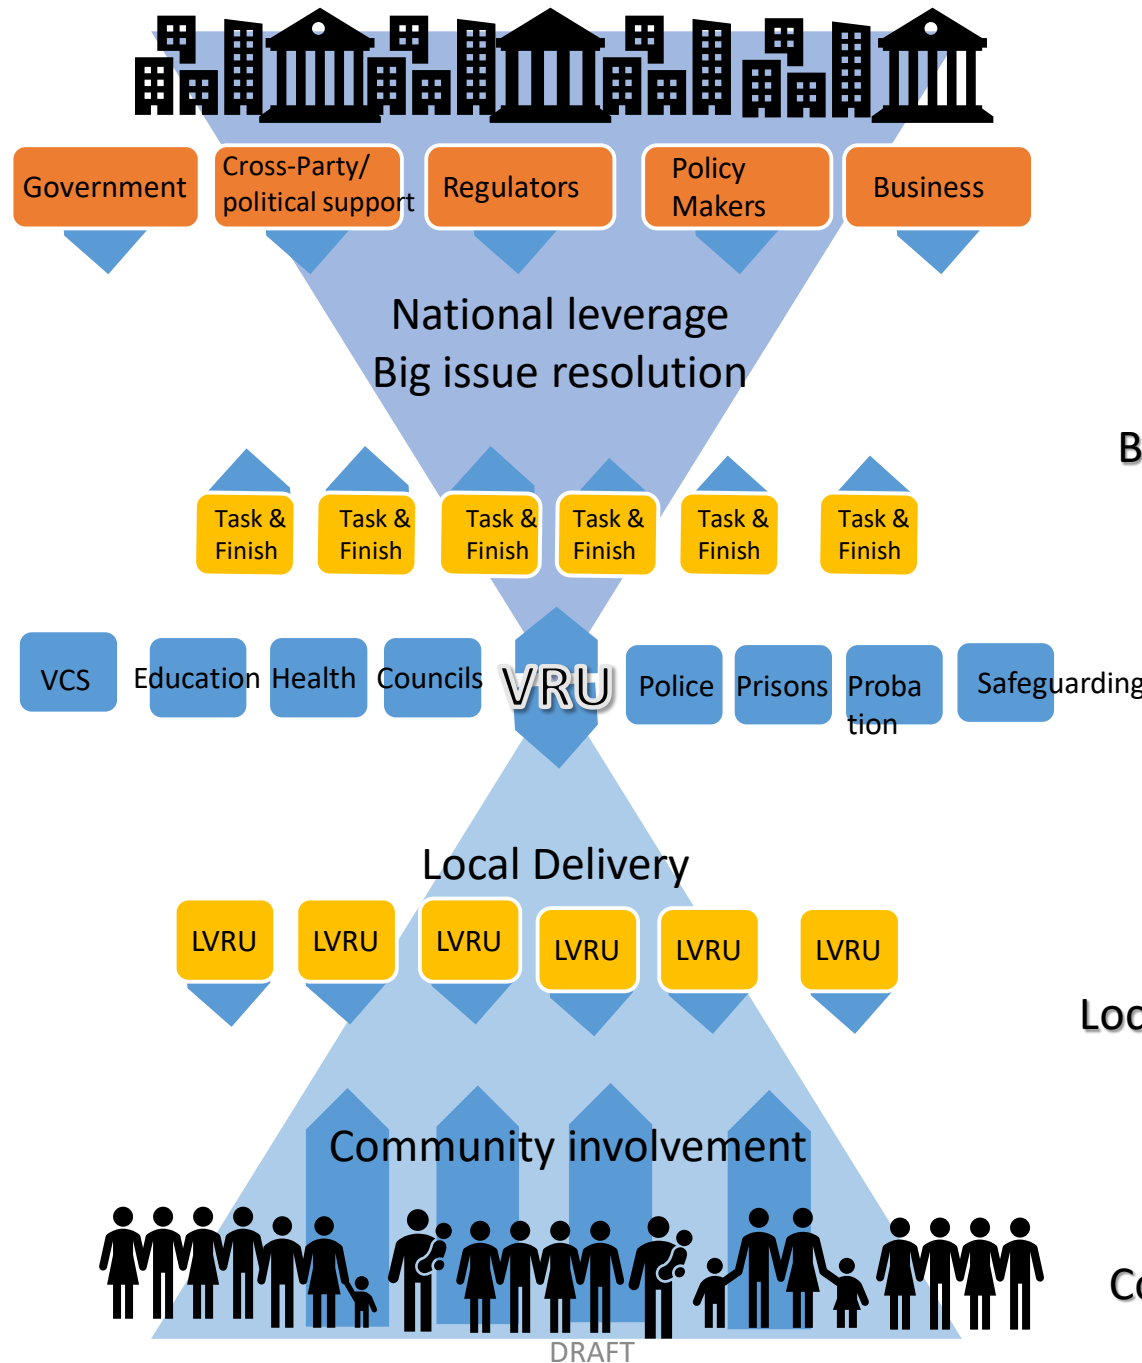 Government
Cross-Party/
political support
Regulators
Policy
Makers
Business
National leverage
Big issue resolution
B
Task &
Finish
Task &
Finish
Task &
Finish
Task &
Finish
Task &
Finish
Task &
Finish
VCS
Education
Health
Councils
VRU
Police
Prisons
Proba
tion
Safeguarding
Local Delivery
LVRU
LVRU
LVRU
LVRU
LVRU
LVRU
Loc
Community involvement
Co
DRAFT